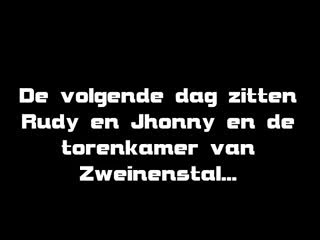 De volgende dag zitten
Rudy en Jhonny en de
torenkamer van
Zweinenstal...